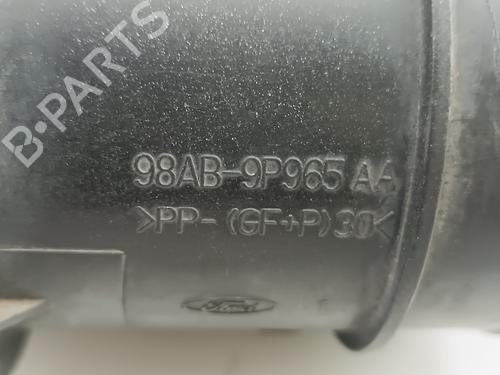 B-PARTS
98AB-9P965 AA
>PP-(GF+P)30<
Ford